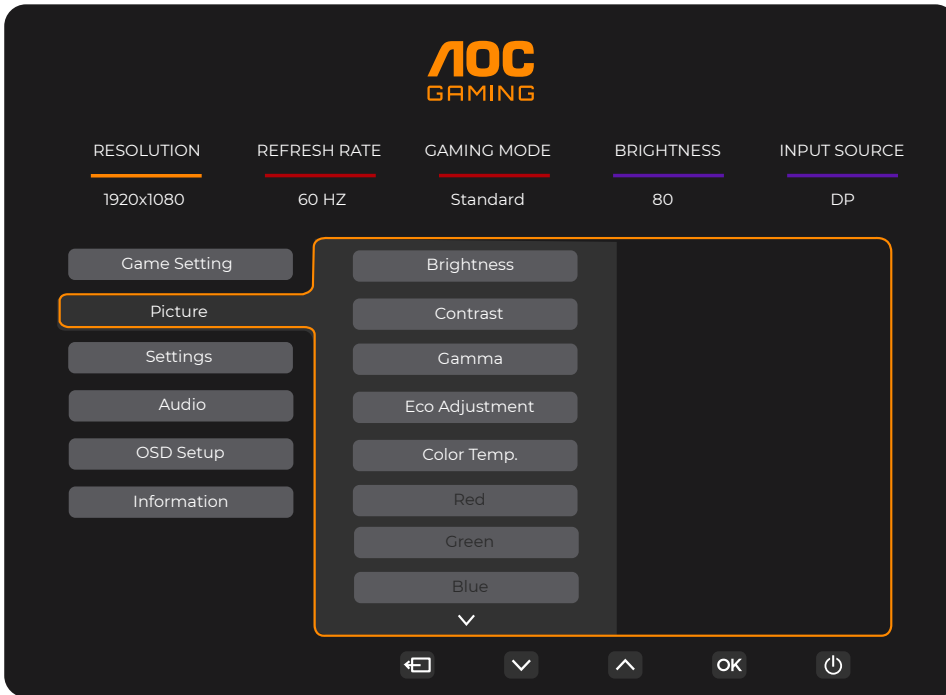 AOC
GAMING
RESOLUTION REFRESH RATE GAMING MODE BRIGHTNESS INPUT SOURCE
1920x1080 60 HZ Standard 80 DP
Game Setting
Picture
Settings
Audio
OSD Setup
Information
Brightness
Contrast
Gamma
Eco Adjustment
Color Temp.
Red
Green
Blue
OK